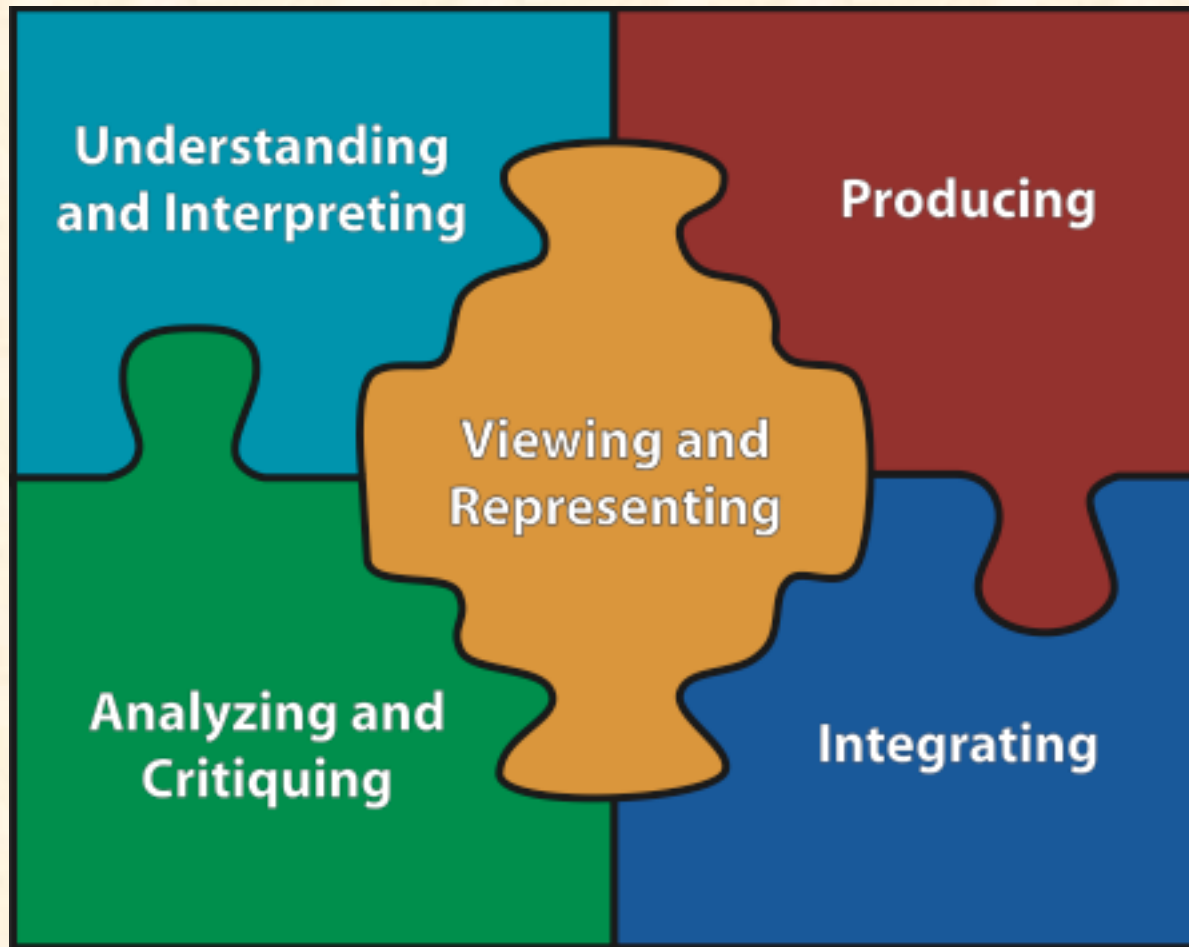 Understanding
and Interpreting
Producing
Viewing and
Representing
Analyzing and
Critiquing
Integrating